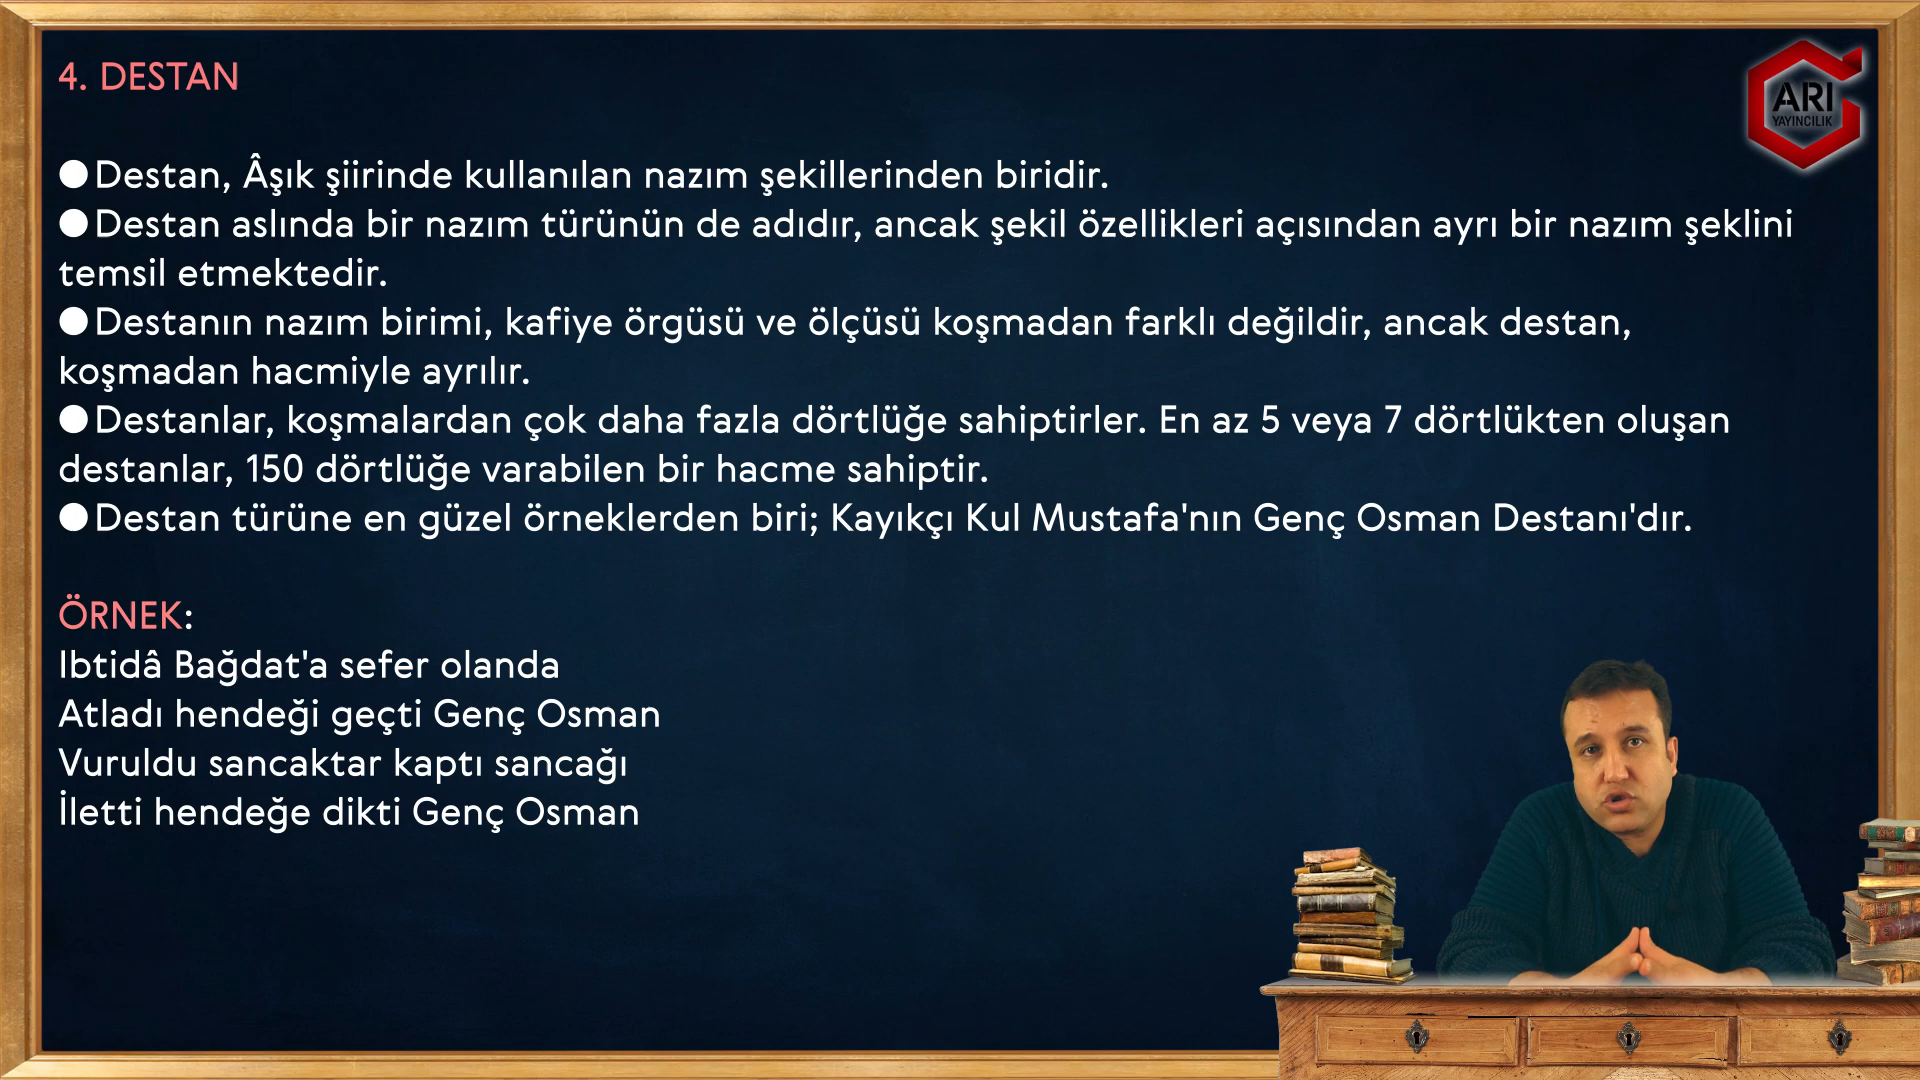 4. DESTAN
ARI
YAYINCILIK
●Destan, Âşık şiirinde kullanılan nazım şekillerinden biridir.
●Destan aslında bir nazım türünün de adıdır, ancak şekil özellikleri açısından ayrı bir nazım şeklini
temsil etmektedir.
●Destanın nazım birimi, kafiye örgüsü ve ölçüsü koşmadan farklı değildir, ancak destan,
koşmadan hacmiyle ayrılır.
●Destanlar, koşmalardan çok daha fazla dörtlüğe sahiptirler. En az 5 veya 7 dörtlükten oluşan
destanlar, 150 dörtlüğe varabilen bir hacme sahiptir.
●Destan türüne en güzel örneklerden biri; Kayıkçı Kul Mustafa'nın Genç Osman Destanı'dır.
ÖRNEK:
Ibtidâ Bağdat'a sefer olanda
Atladı hendeği geçti Genç Osman
Vuruldu sancaktar kaptı sancağı
İletti hendeğe dikti Genç Osman